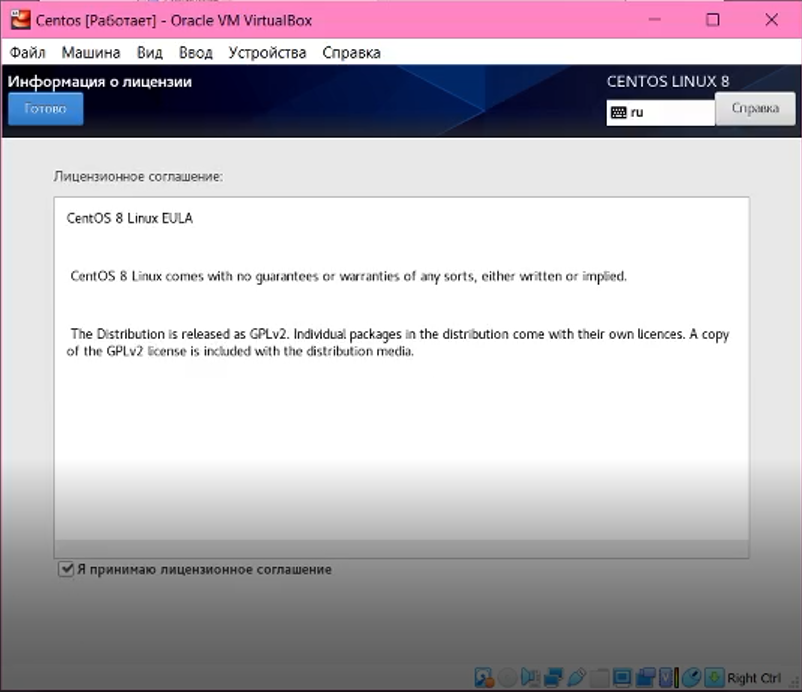 Centos [Работает] - Oracle VM VirtualBox
Файл Машина Вид Ввод Устройства Справка
Информация о лицензии
CENTOS LINUX 8
Готово
ru
Справка
Лицензионное соглашение:
CentOS 8 Linux EULA
CentOS 8 Linux comes with no guarantees or warranties of any sorts, either written or implied.
The Distribution is released as GPLv2. Individual packages in the distribution come with their own licences. A copy
of the GPLv2 license is included with the distribution media.
Я принимаю лицензионное соглашение
Right Ctrl